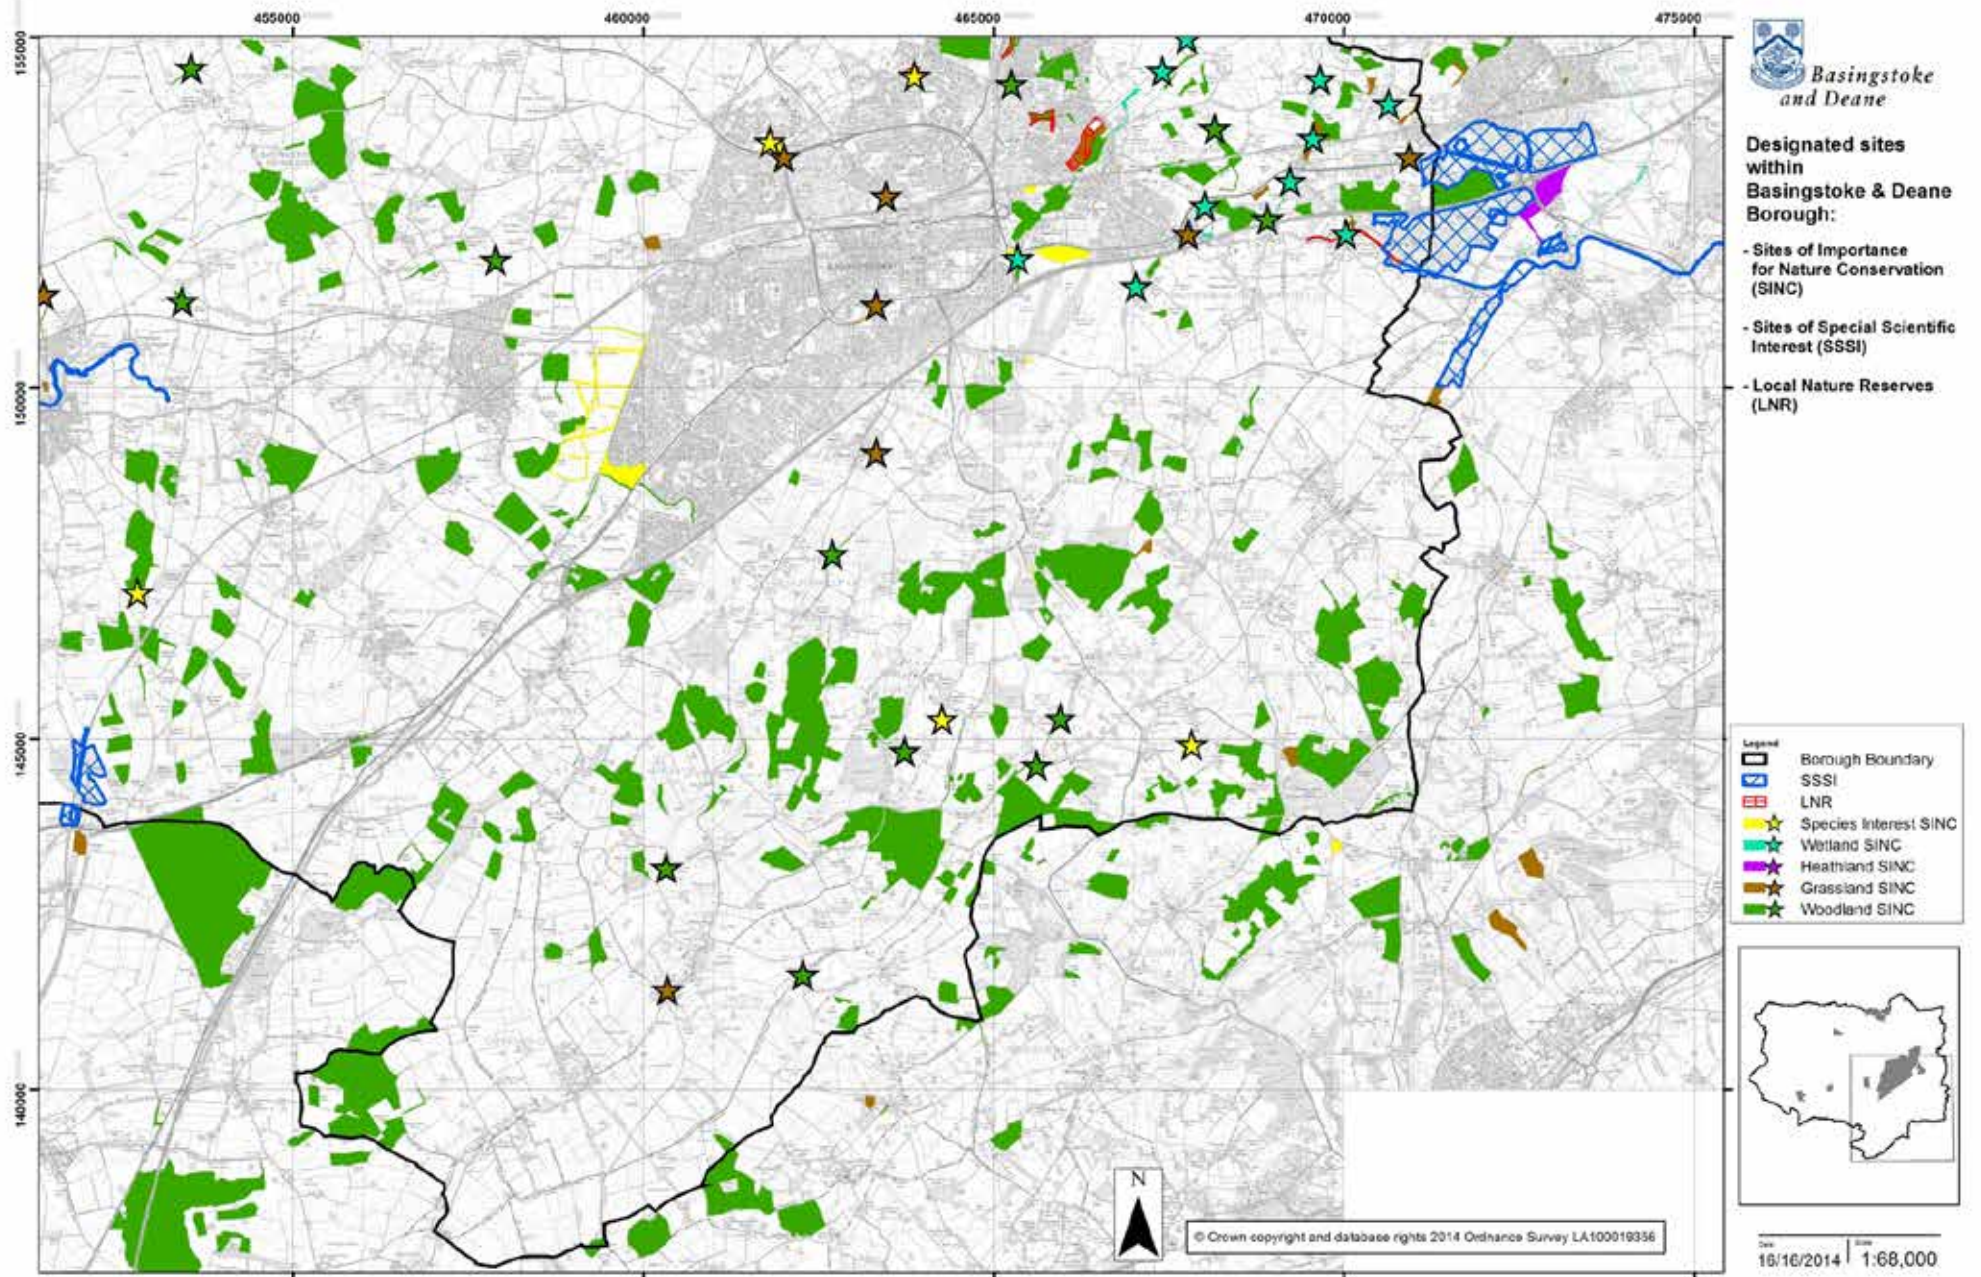 455000 460000 465000 470000 475000
155000
150000
145000
140000
Basingstoke
and Deane
Designated sites
within
Basingstoke & Deane
Borough:
- Sites of Importance
for Nature Conservation
(SINC)
- Sites of Special Scientific
Interest (SSSI)
- Local Nature Reserves
(LNR)
Legend
Borough Boundary
SSSI
LNR
Species Interest SINC
Wetland SINC
Heathland SINC
Grassland SINC
Woodland SINC
N
© Crown copyright and database rights 2014 Ordnance Survey LA100019356
Date Scale
16/16/2014 1:68,000